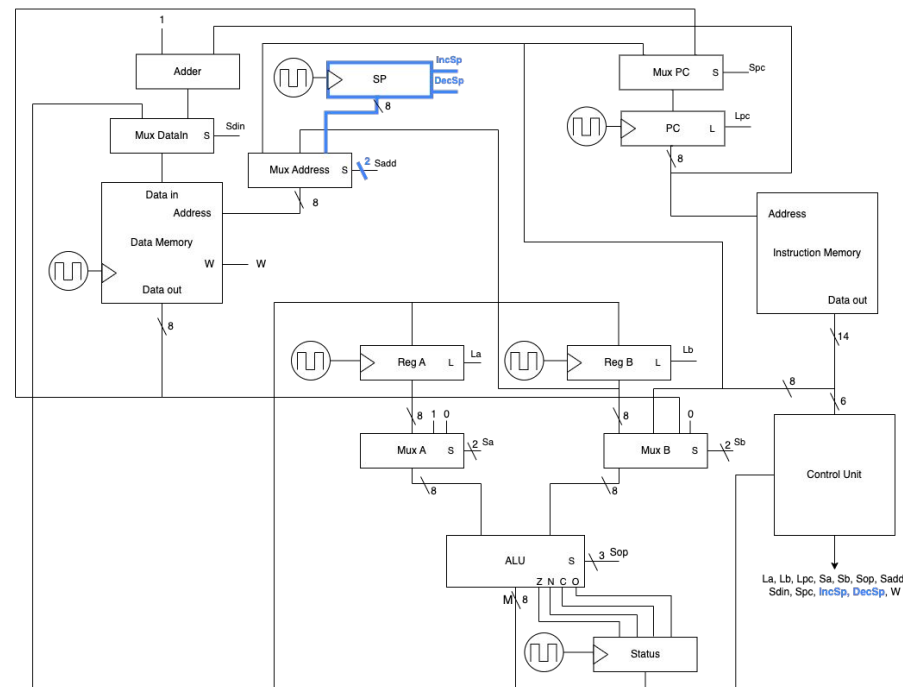 1
Adder
IncSp
SP
DecSp
8
Mux PC
S
Spc
Mux DataIn
S
Sdin
PC
L
Lpc
8
Mux Address
S
2
Sadd
8
Data in
Address
Data Memory
W
W
Data out
8
Address
Instruction Memory
Data out
14
Reg A
L
La
Reg B
L
Lb
8
6
8
1
0
8
0
Mux A
S
2
Sa
Mux B
S
2
Sb
8
8
Control Unit
ALU
S
3
Sop
Z N C O
M
8
La, Lb, Lpc, Sa, Sb, Sop, Sadd
Sdin, Spc, IncSp, DecSp, W
Status